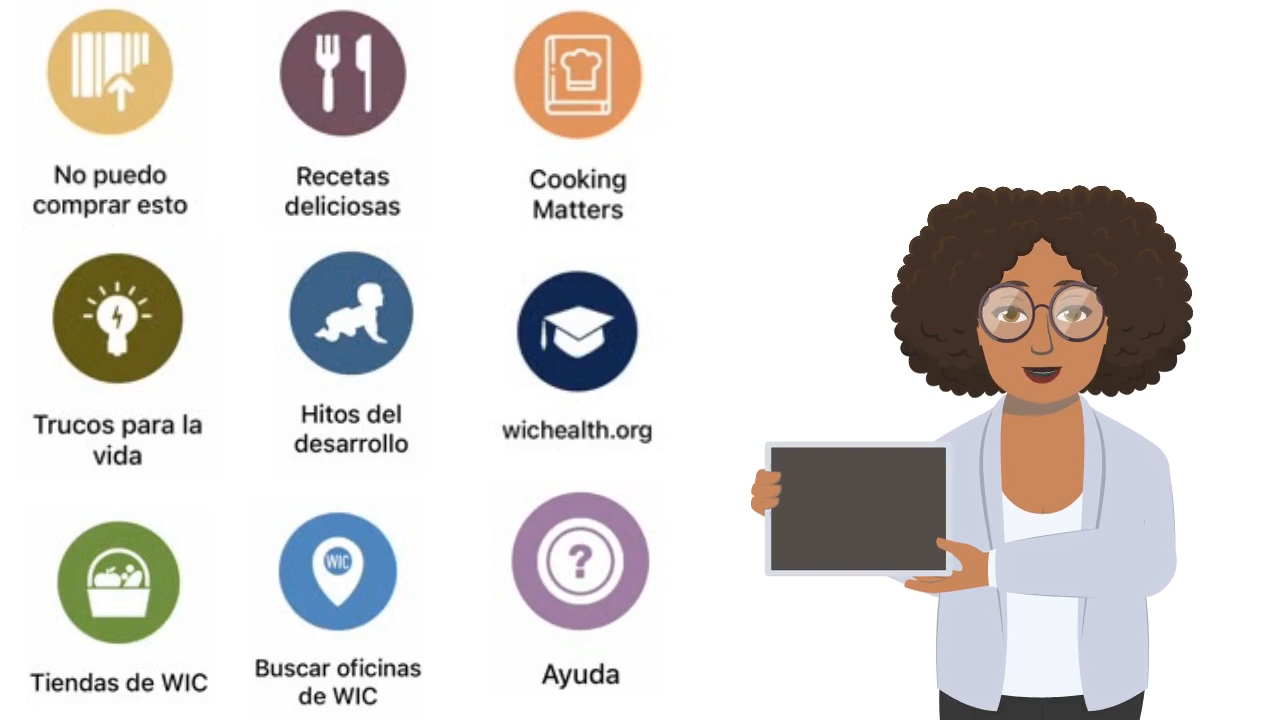 No puedo
comprar esto
Recetas
deliciosas
Cooking
Matters
Trucos para la
vida
Hitos del
desarrollo
wichealth.org
Tiendas de WIC
WIC
Buscar oficinas
de WIC
?
Ayuda